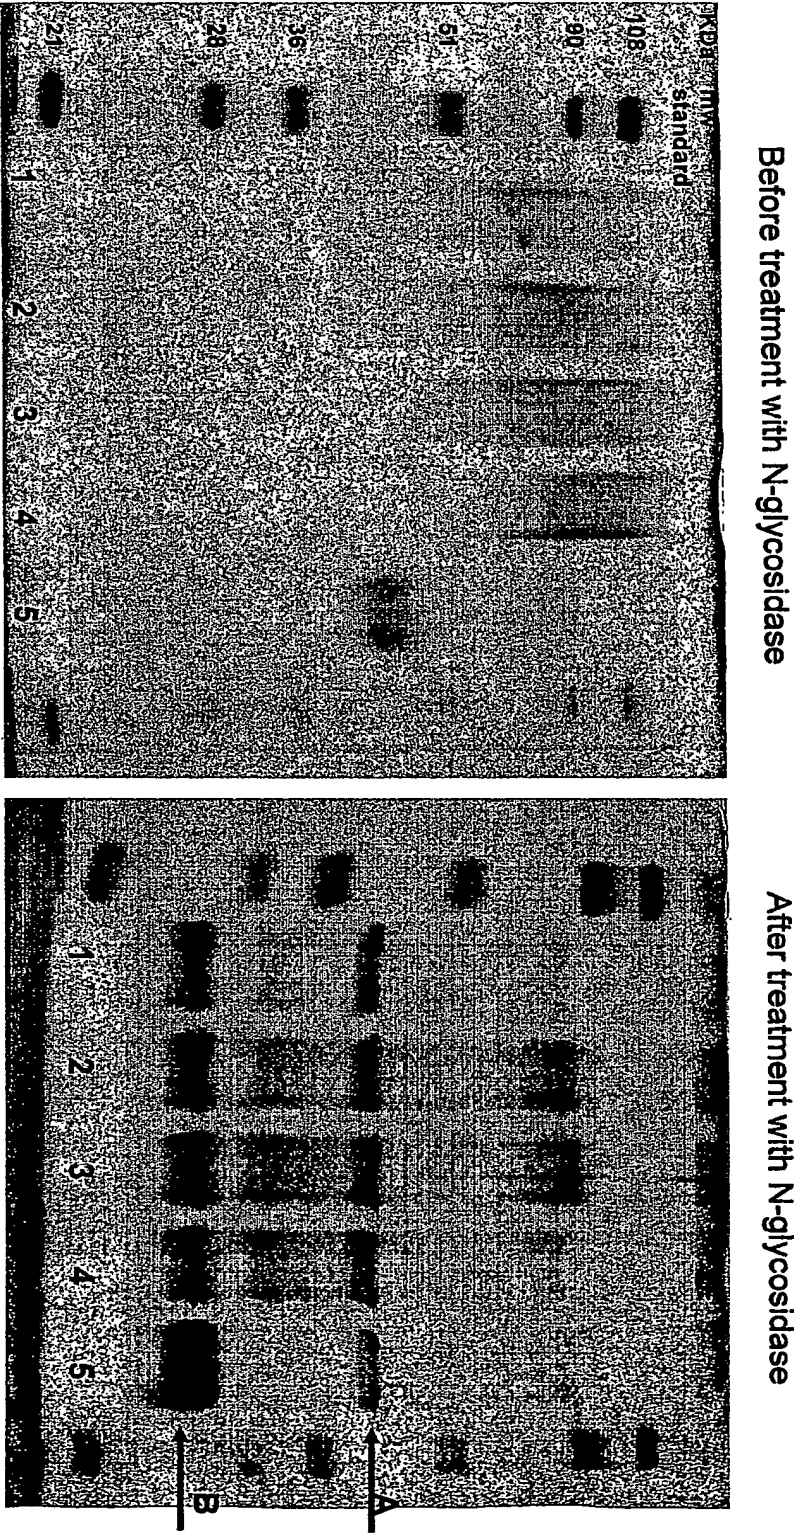 Before treatment with N-glycosidase
KDa mw
standard
108
90
51
36
28
21
1 2 3 4 5
After treatment with N-glycosidase
A
B
1 2 3 4 5